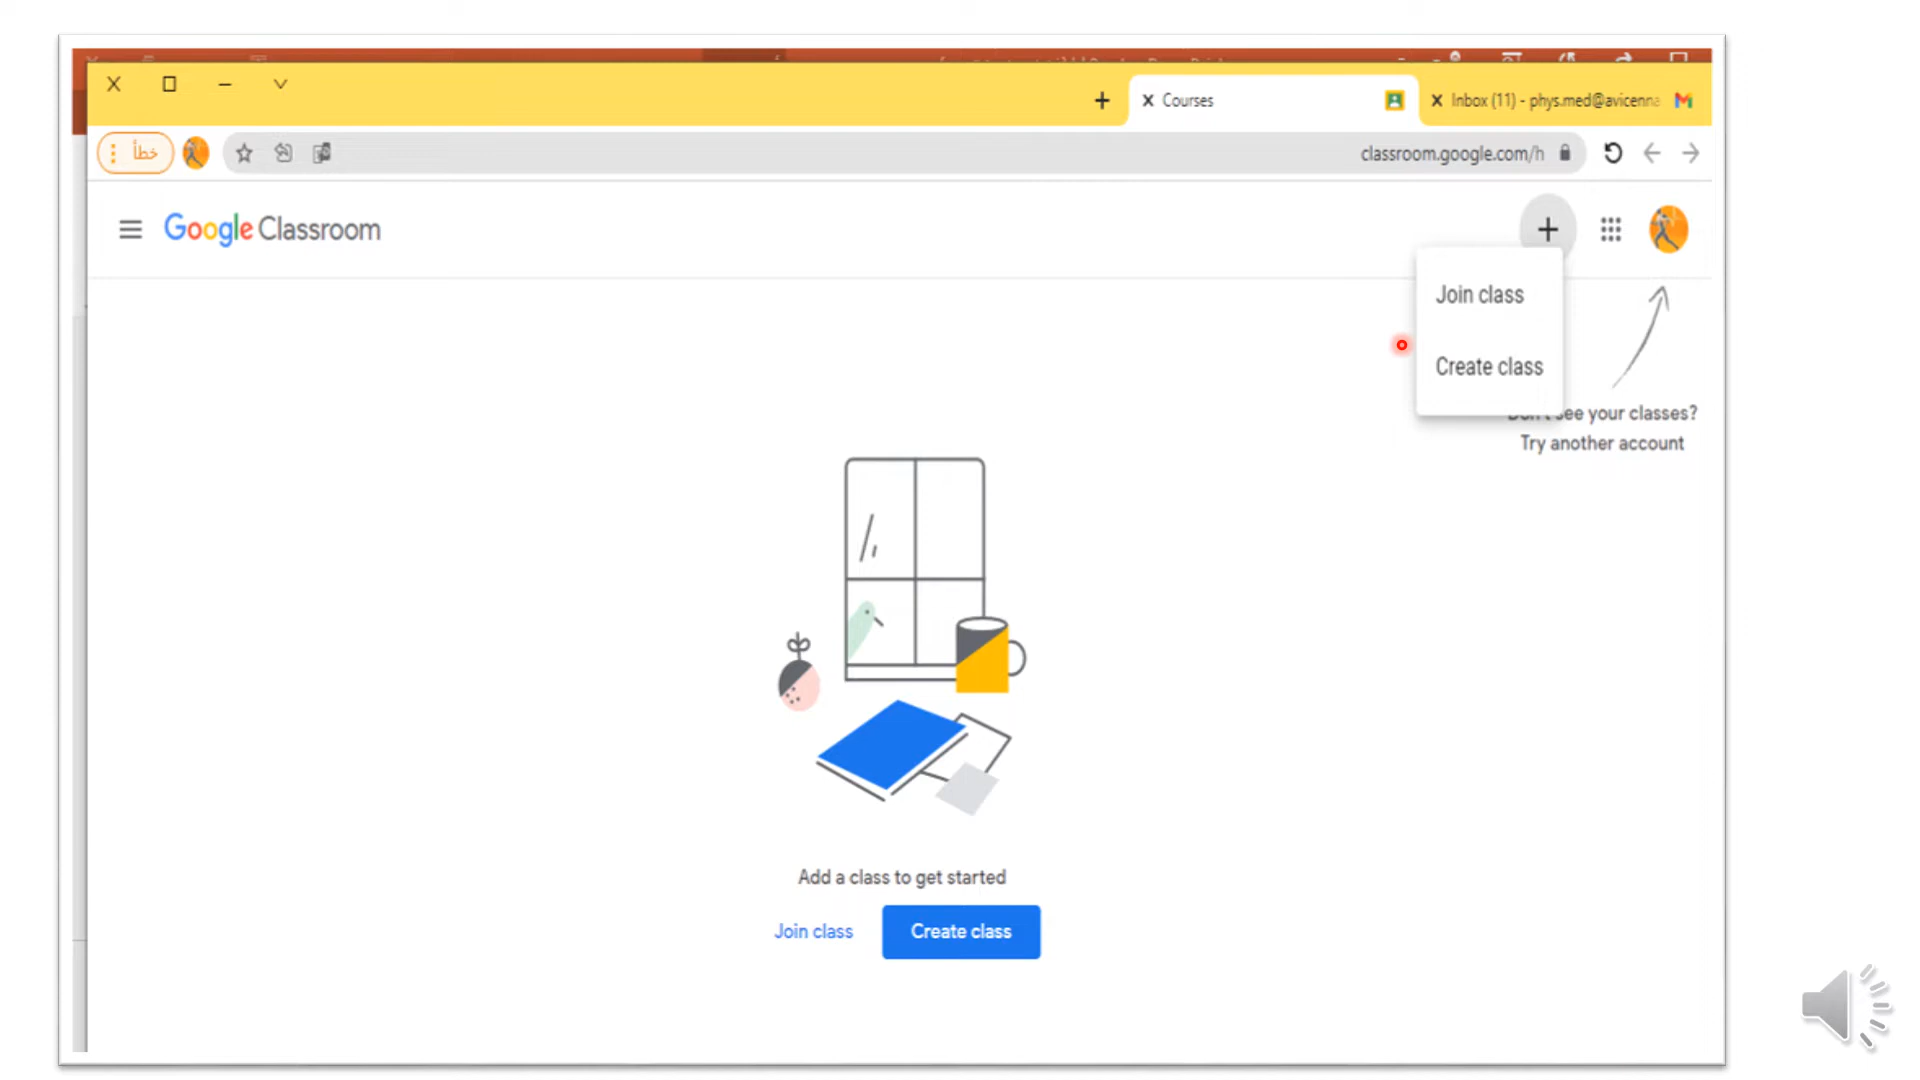 Courses
Inbox (11) - phys.med@avicenna
خطأ
classroom.google.com/h
Google Classroom
Join class
Create class
see your classes?
Try another account
Add a class to get started
Join class
Create class